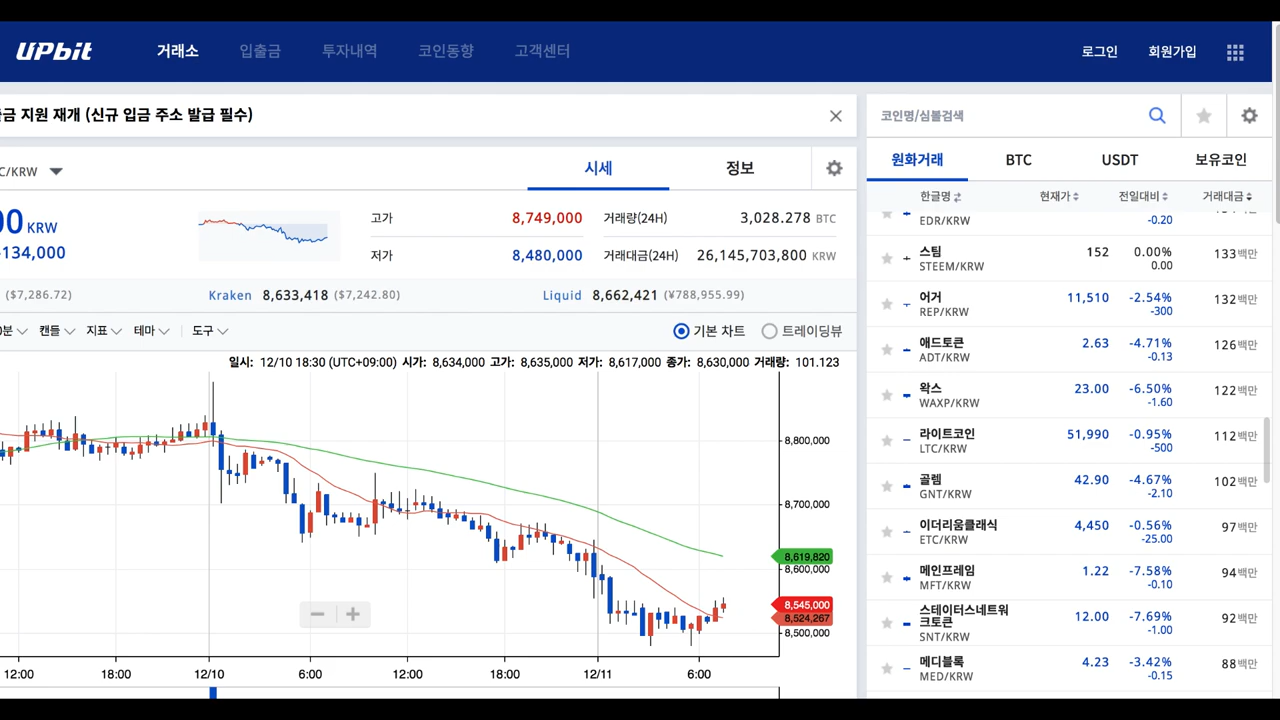 UPbit 거래소 입출금 투자내역 코인동향 고객센터 로그인 회원가입
금 지원 재개 (신규 입금 주소 발급 필수)
C/KRW
시세 정보
00 KRW
134,000
고가 8,749,000 거래량(24H) 3,028.278 BTC
저가 8,480,000 거래대금(24H) 26,145,703,800 KRW
($7,286.72) Kraken 8,633,418 ($7,242.80) Liquid 8,662,421 (¥788,955.99)
0분 캔들 지표 테마 도구 기본 차트 트레이딩뷰
일시: 12/10 18:30 (UTC+09:00) 시가: 8,634,000 고가: 8,635,000 저가: 8,617,000 종가: 8,630,000 거래량: 101.123
8,800,000
8,700,000
8,619,820
8,600,000
8,545,000
8,524,267
8,500,000
12:00 18:00 12/10 6:00 12:00 18:00 12/11 6:00
코인명/심볼검색
원화거래 BTC USDT 보유코인
한글명 현재가 전일대비 거래대금
EDR/KRW -0.20
스팀 152 0.00% 133백만
STEEM/KRW 0.00
어거 11,510 -2.54% 132백만
REP/KRW -300
애드토큰 2.63 -4.71% 126백만
ADT/KRW -0.13
왁스 23.00 -6.50% 122백만
WAXP/KRW -1.60
라이트코인 51,990 -0.95% 112백만
LTC/KRW -500
골렘 42.90 -4.67% 102백만
GNT/KRW -2.10
이더리움클래식 4,450 -0.56% 97백만
ETC/KRW -25.00
메인프레임 1.22 -7.58% 94백만
MFT/KRW -0.10
스테이터스네트워
크토큰 12.00 -7.69% 92백만
SNT/KRW -1.00
메디블록 4.23 -3.42% 88백만
MED/KRW -0.15